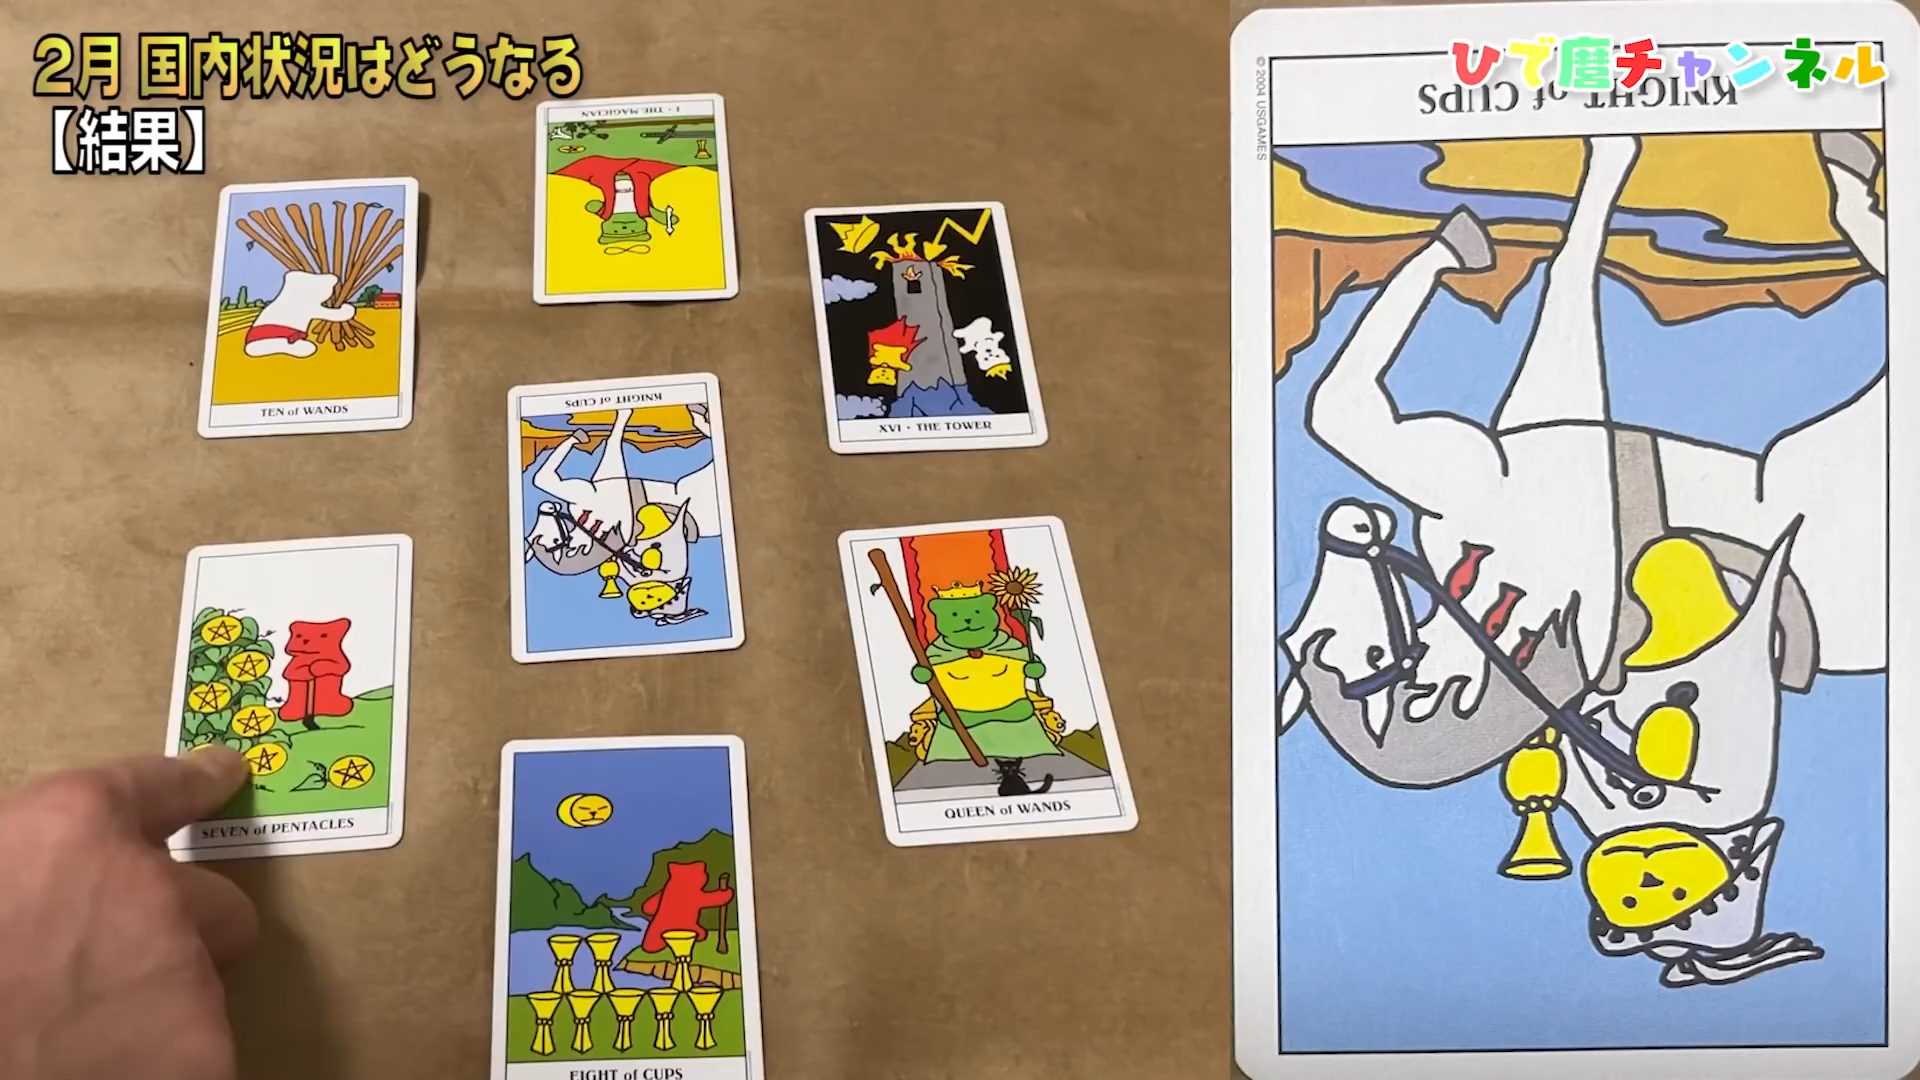 2月 国内状況はどうなる
【結果】
ひで磨チャンネル
I · THE MAGICIAN
TEN of WANDS
XVI · THE TOWER
KNIGHT of CUPS
SEVEN of PENTACLES
QUEEN of WANDS
EIGHT of CUPS
KNIGHT of CUPS
© 2004 USGAMES